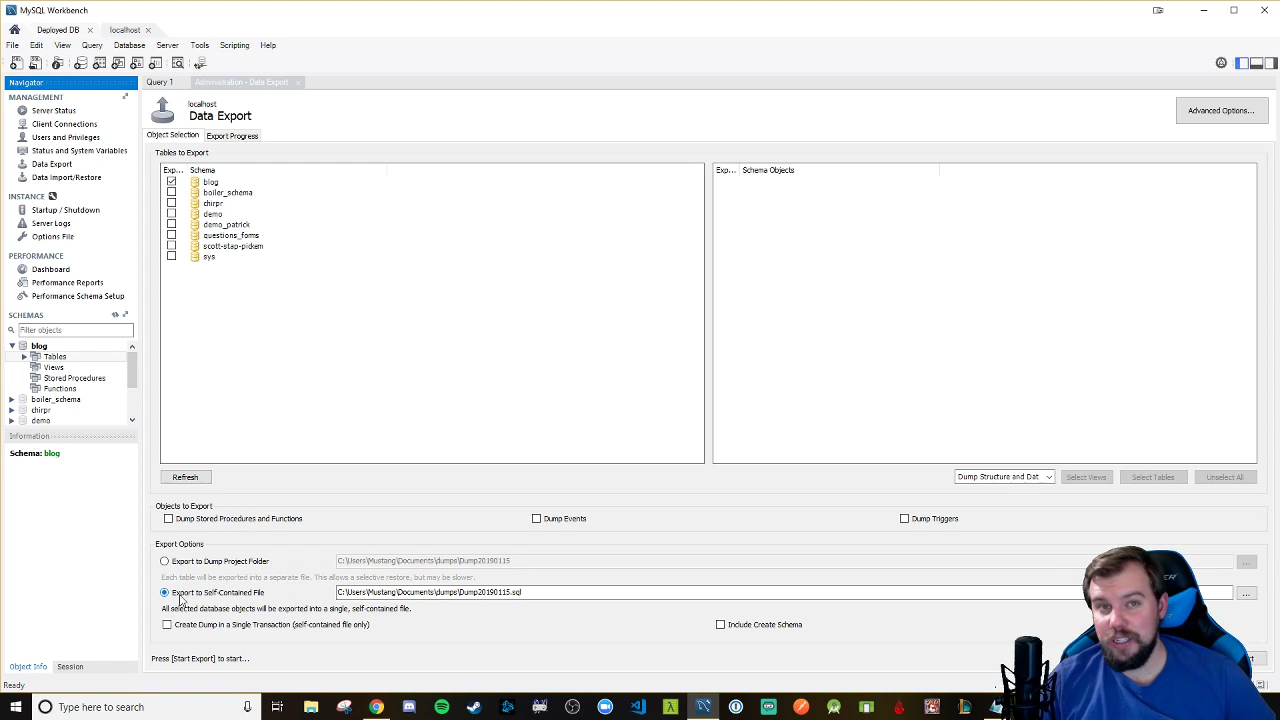 MySQL Workbench
Deployed DB
localhost
File Edit View Query Database Server Tools Scripting Help
Navigator
MANAGEMENT
Server Status
Client Connections
Users and Privileges
Status and System Variables
Data Export
Data Import/Restore
INSTANCE
Startup / Shutdown
Server Logs
Options File
PERFORMANCE
Dashboard
Performance Reports
Performance Schema Setup
SCHEMAS
Filter objects
blog
Tables
Views
Stored Procedures
Functions
boiler_schema
chirpr
demo
Information
Schema: blog
Object Info Session
Ready
Query 1
Administration - Data Export
localhost
Data Export
Advanced Options...
Object Selection Export Progress
Tables to Export
Exp... Schema
blog
boiler_schema
chirpr
demo
demo_patrick
questions_forms
scott-stap-pickem
sys
Exp... Schema Objects
Refresh
Dump Structure and Dat
Select Views Select Tables Unselect All
Objects to Export
Dump Stored Procedures and Functions
Dump Events
Dump Triggers
Export Options
Export to Dump Project Folder
C:\Users\Mustang\Documents\dumps\Dump20190115
...
Each table will be exported into a separate file. This allows a selective restore, but may be slower.
Export to Self-Contained File
C:\Users\Mustang\Documents\dumps\Dump20190115.sql
...
All selected database objects will be exported into a single, self-contained file.
Create Dump in a Single Transaction (self-contained file only)
Include Create Schema
Press [Start Export] to start...
Type here to search